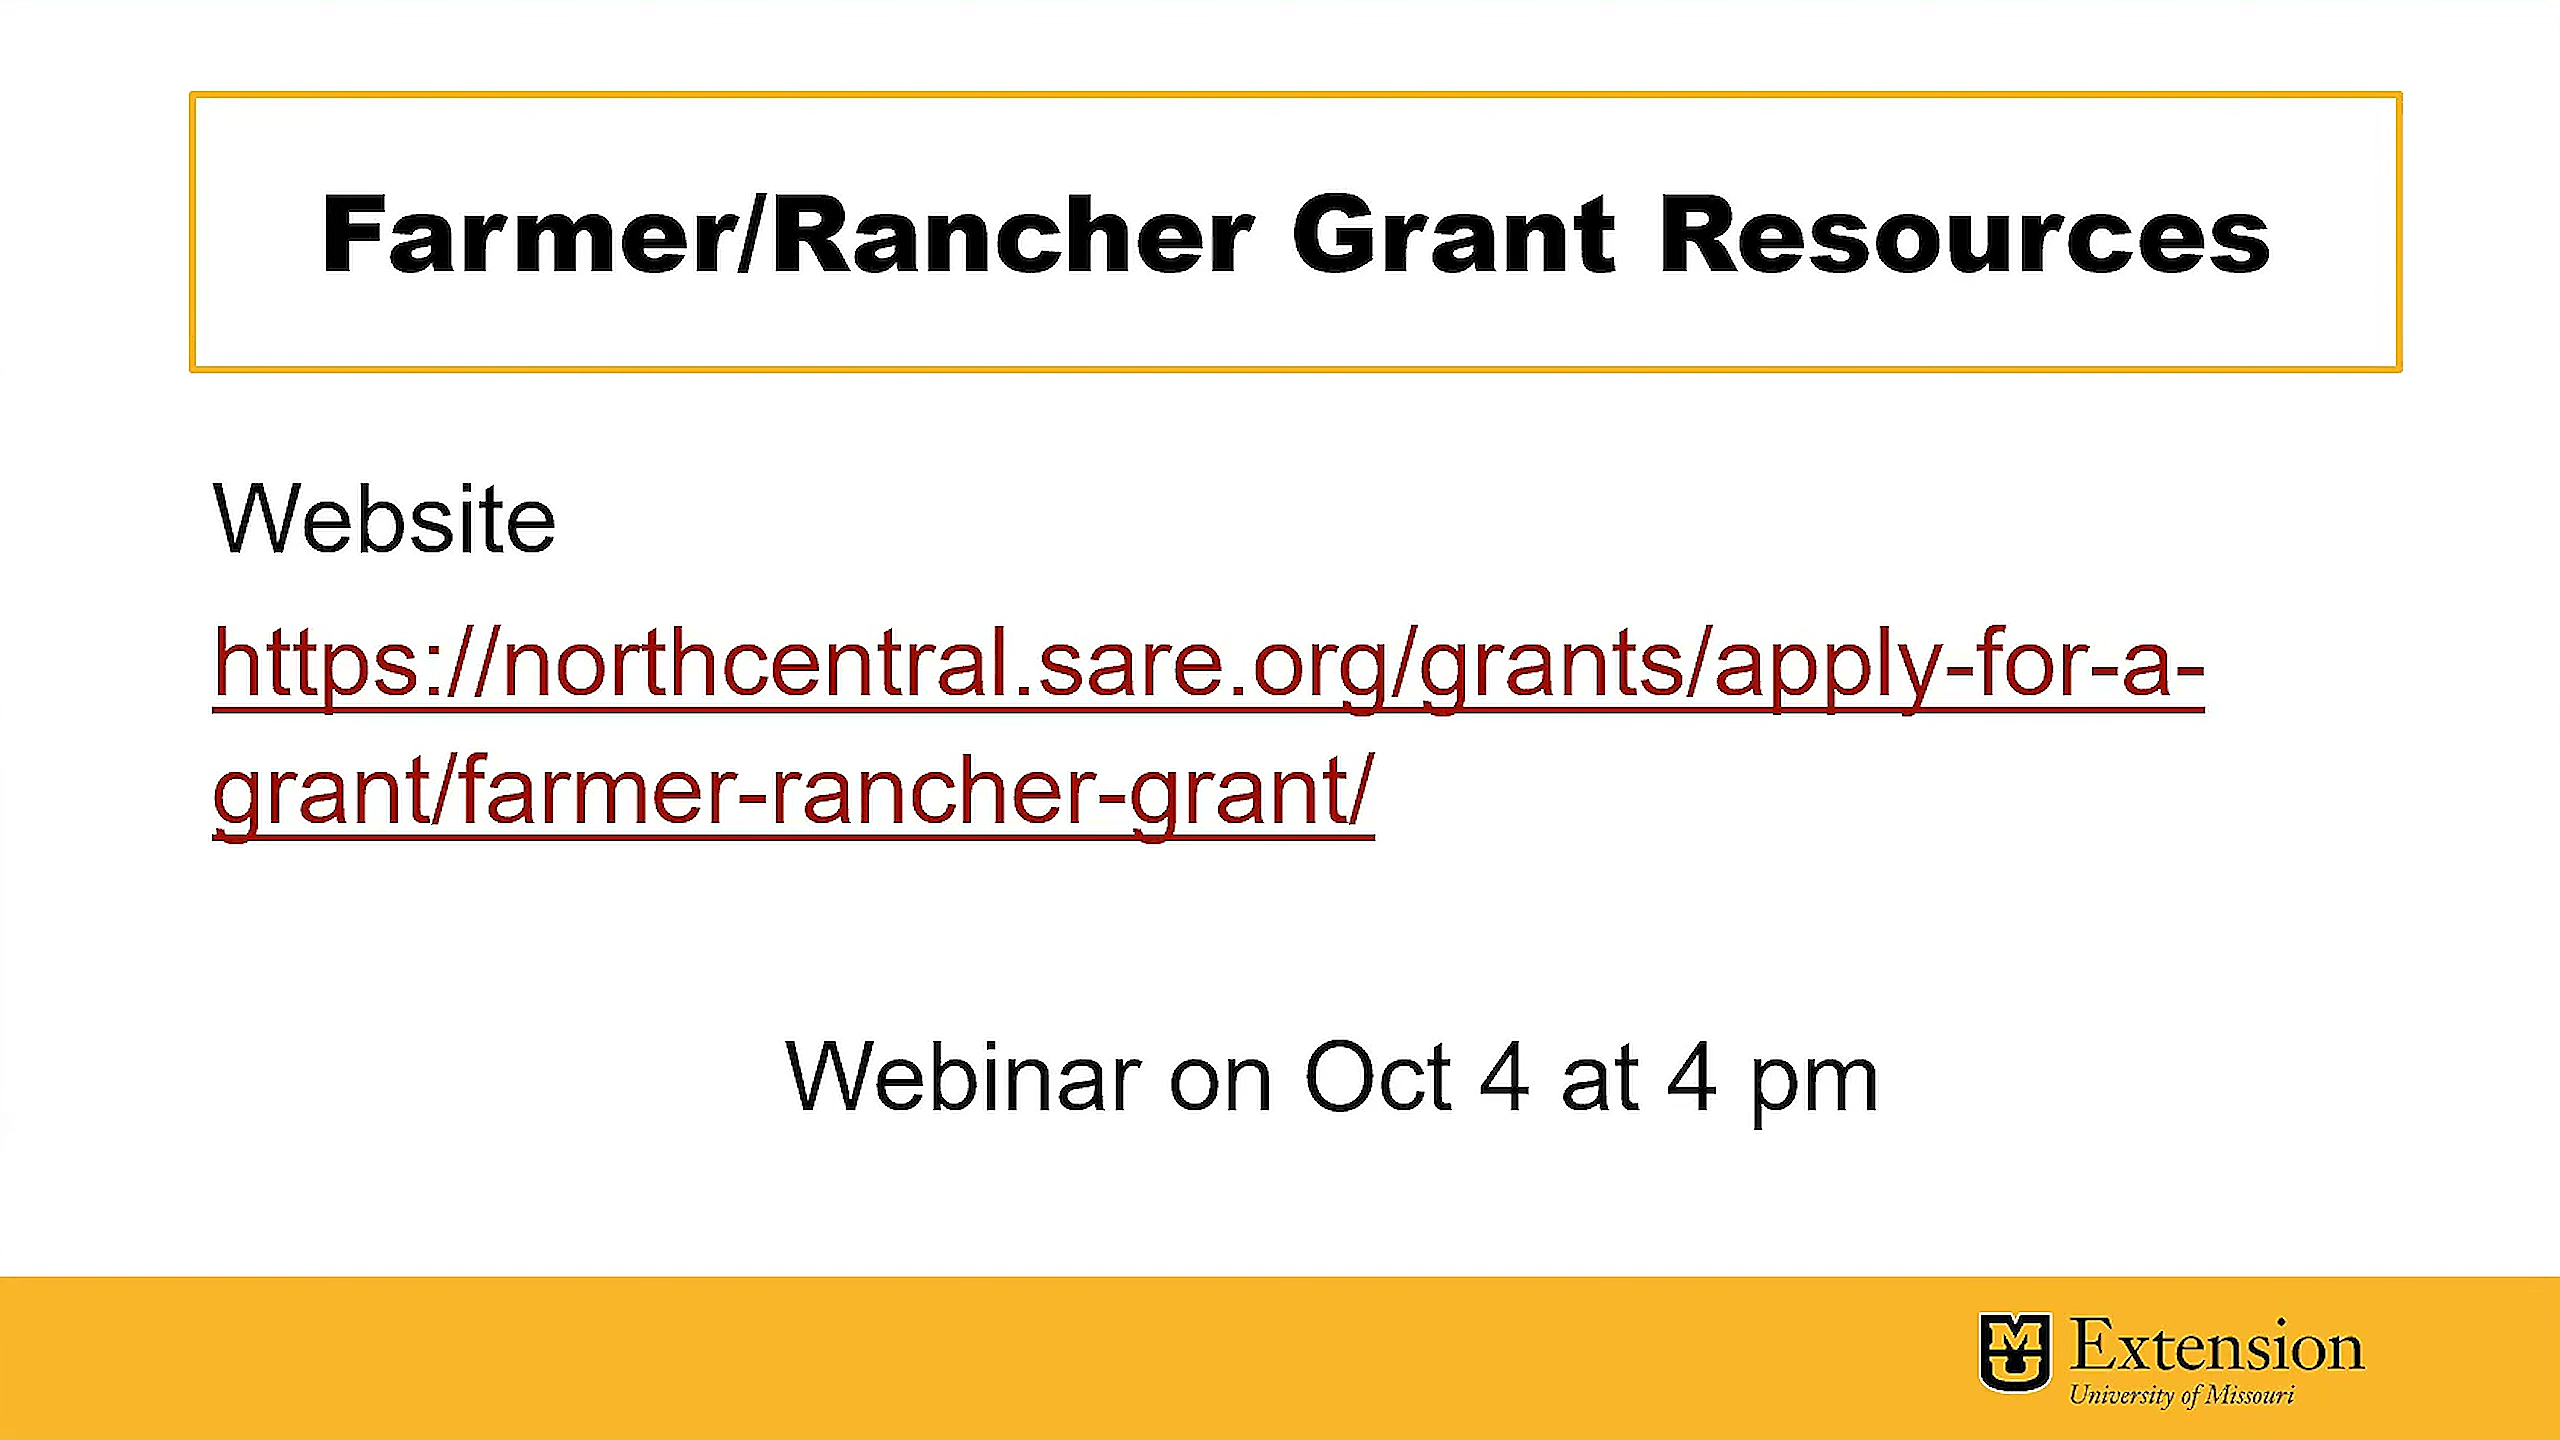 Farmer/Rancher Grant Resources
Website
https://northcentral.sare.org/grants/apply-for-a-
grant/farmer-rancher-grant/
Webinar on Oct 4 at 4 pm
MU Extension
University of Missouri